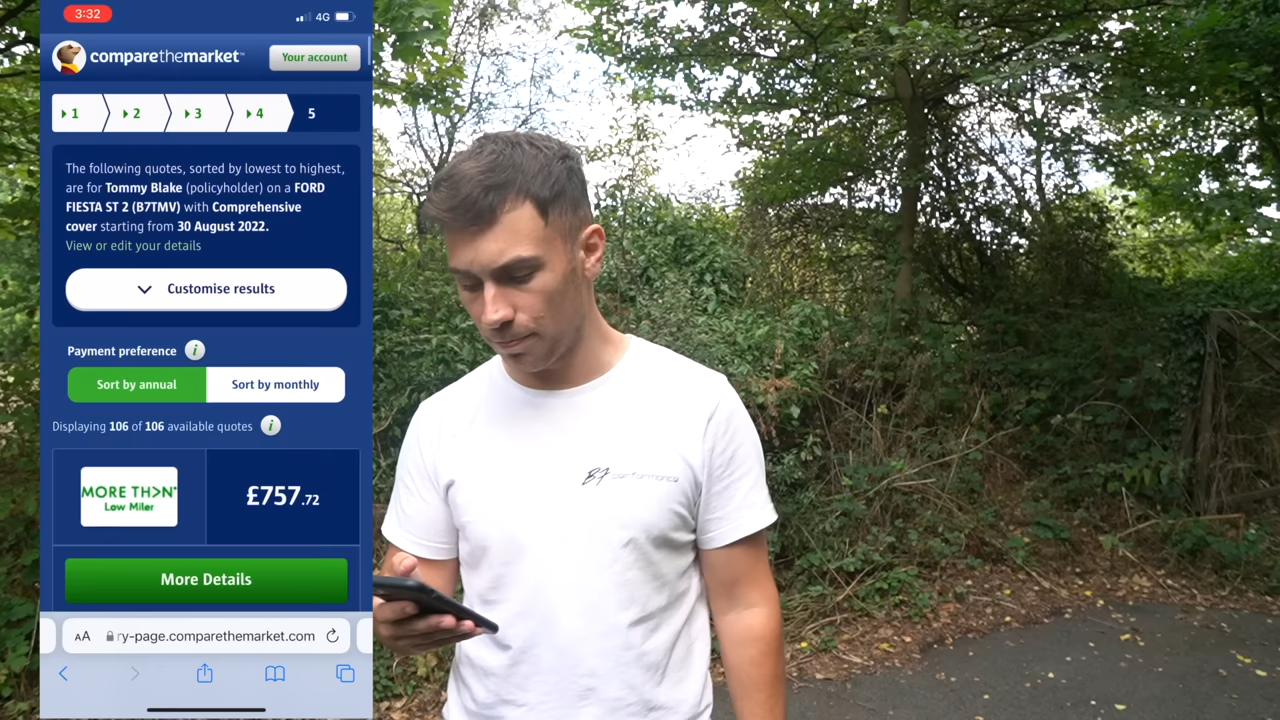 3:32
4G
comparethemarket™
Your account
1
2
3
4
5
The following quotes, sorted by lowest to highest,
are for Tommy Blake (policyholder) on a FORD
FIESTA ST 2 (B7TMV) with Comprehensive
cover starting from 30 August 2022.
View or edit your details
Customise results
Payment preference i
Sort by annual
Sort by monthly
Displaying 106 of 106 available quotes i
MORE TH>N
Low Miler
£757.72
More Details
AA
ry-page.comparethemarket.com
B7 performance